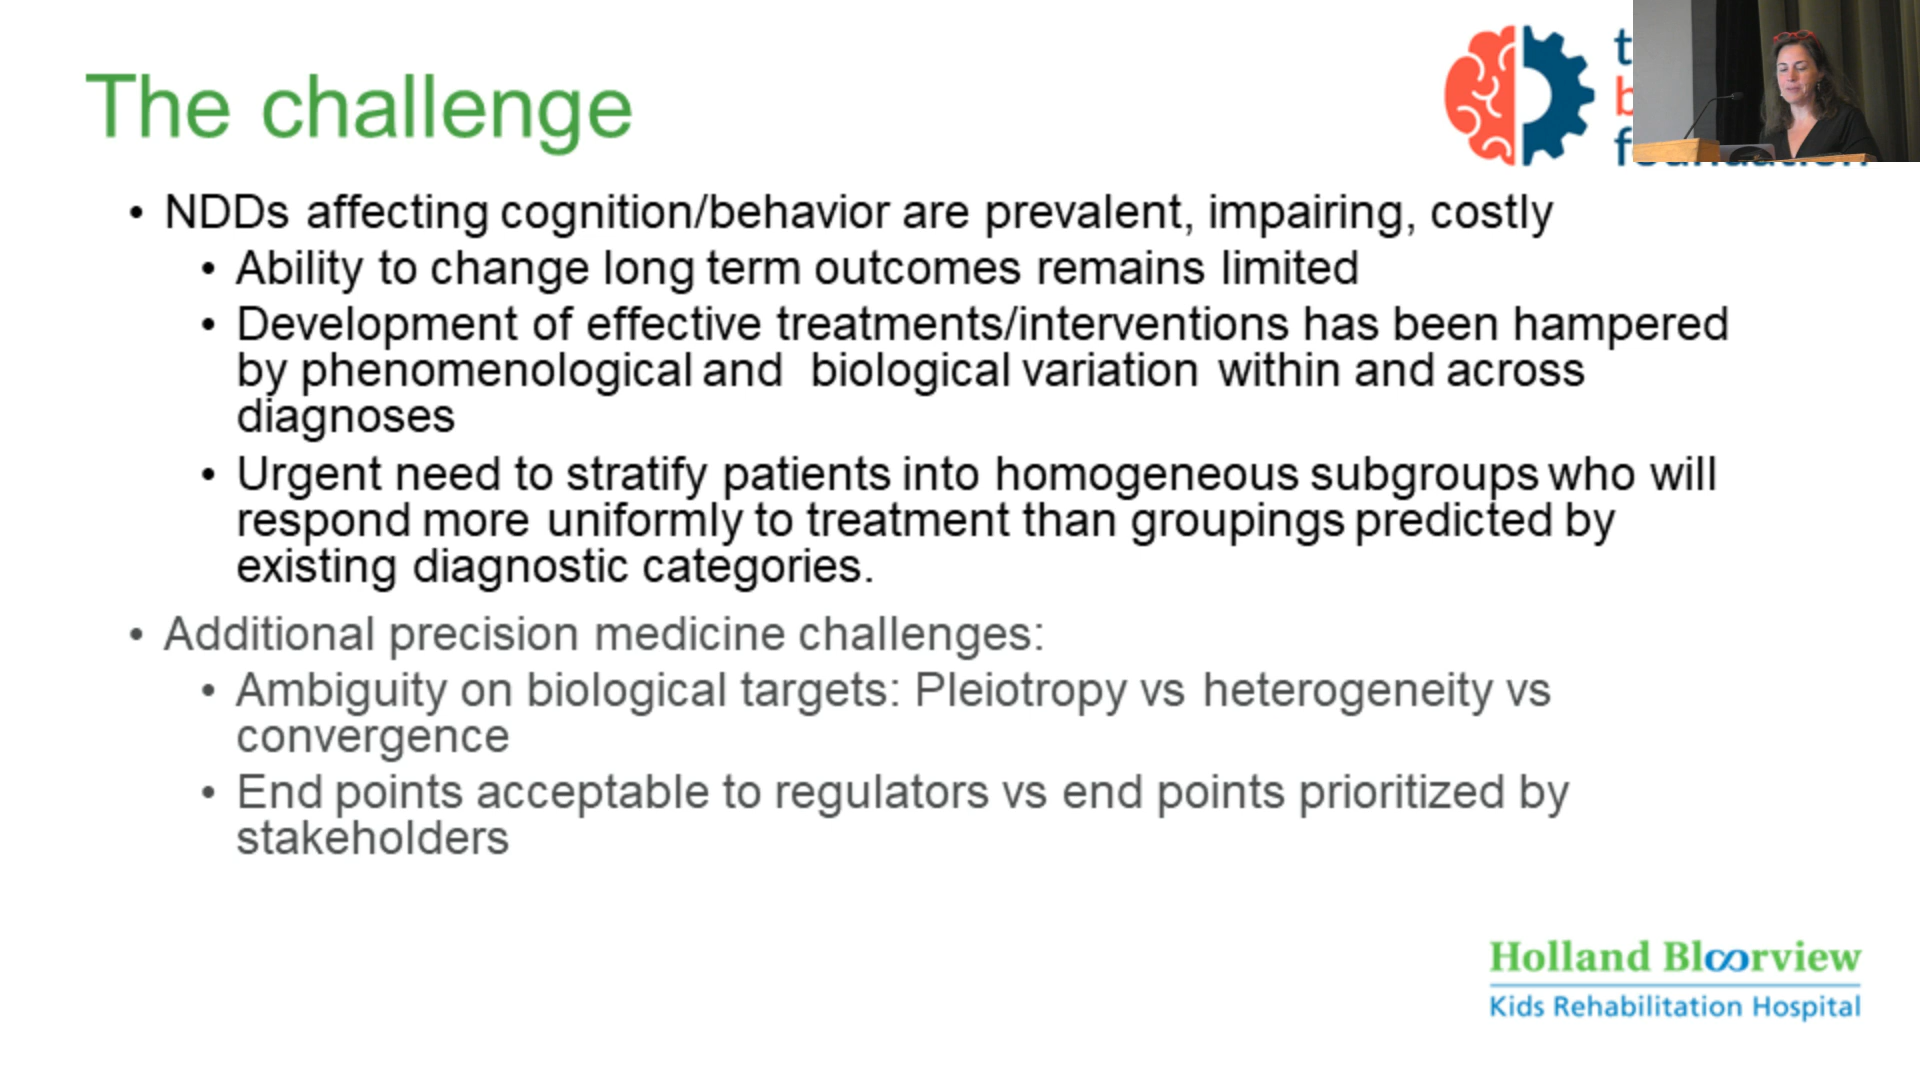 The challenge
• NDDs affecting cognition/behavior are prevalent, impairing, costly
• Ability to change long term outcomes remains limited
• Development of effective treatments/interventions has been hampered
by phenomenological and biological variation within and across
diagnoses
• Urgent need to stratify patients into homogeneous subgroups who will
respond more uniformly to treatment than groupings predicted by
existing diagnostic categories.
• Additional precision medicine challenges:
• Ambiguity on biological targets: Pleiotropy vs heterogeneity vs
convergence
• End points acceptable to regulators vs end points prioritized by
stakeholders
Holland Bloorview
Kids Rehabilitation Hospital